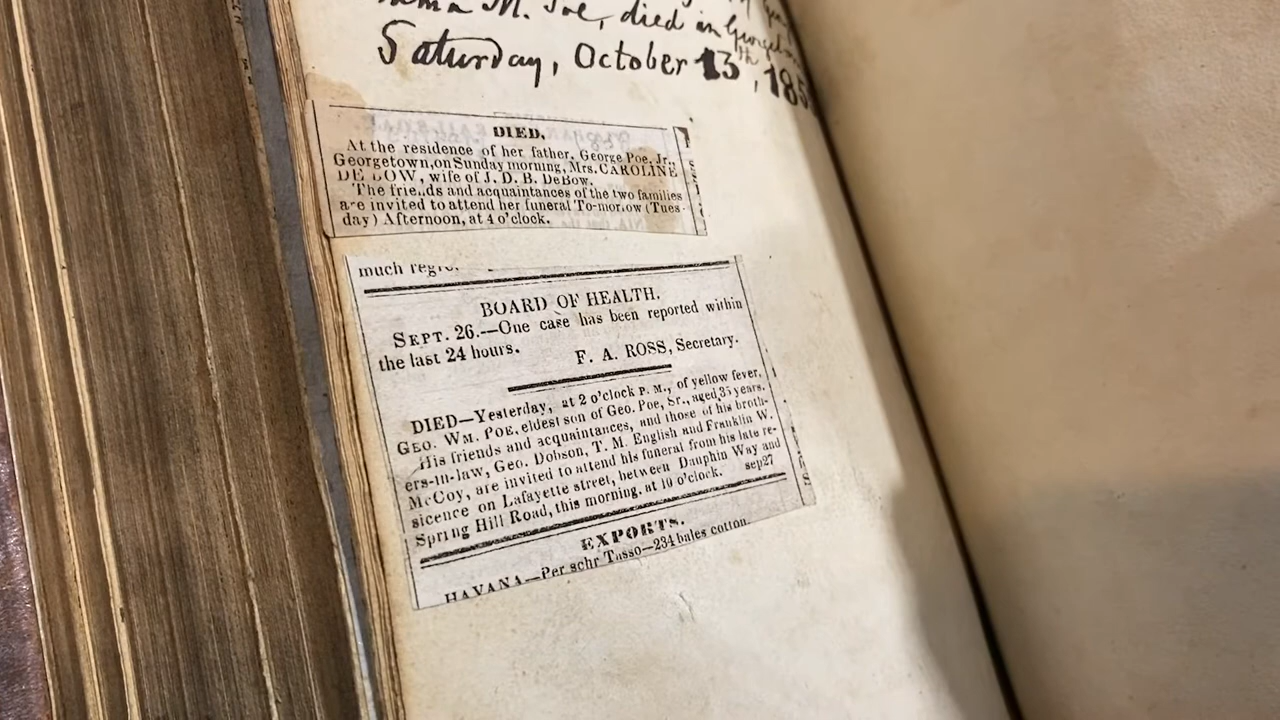 M. Poe, died in
Saturday, October 13th, 185
DIED,
At the residence of her father, George Poe, Jr.,
Georgetown, on Sunday morning, Mrs. CAROLINE
DE BOW, wife of J. D. B. DeBow.
The friends and acquaintances of the two families
are invited to attend her funeral To-morrow (Tues-
day) Afternoon, at 4 o'clock.
much
BOARD OF HEALTH.
SEPT. 26.—One case has been reported within
the last 24 hours.
F. A. ROSS, Secretary.
DIED—Yesterday, at 2 o'clock P. M., of yellow fever,
GEO. WM. POE, eldest son of Geo. Poe, Sr., aged 35 years.
His friends and acquaintances, and those of his broth-
ers-in-law, Geo. Dobson, T. M. English and Franklin W.
McCoy, are invited to attend his funeral from his late re-
sicence on Lafayette street, between Dauphin Way and
Spring Hill Road, this morning, at 10 o'clock. sep27
EXPORTS.
HAVANA—Per schr Tasso—234 bales cotton.